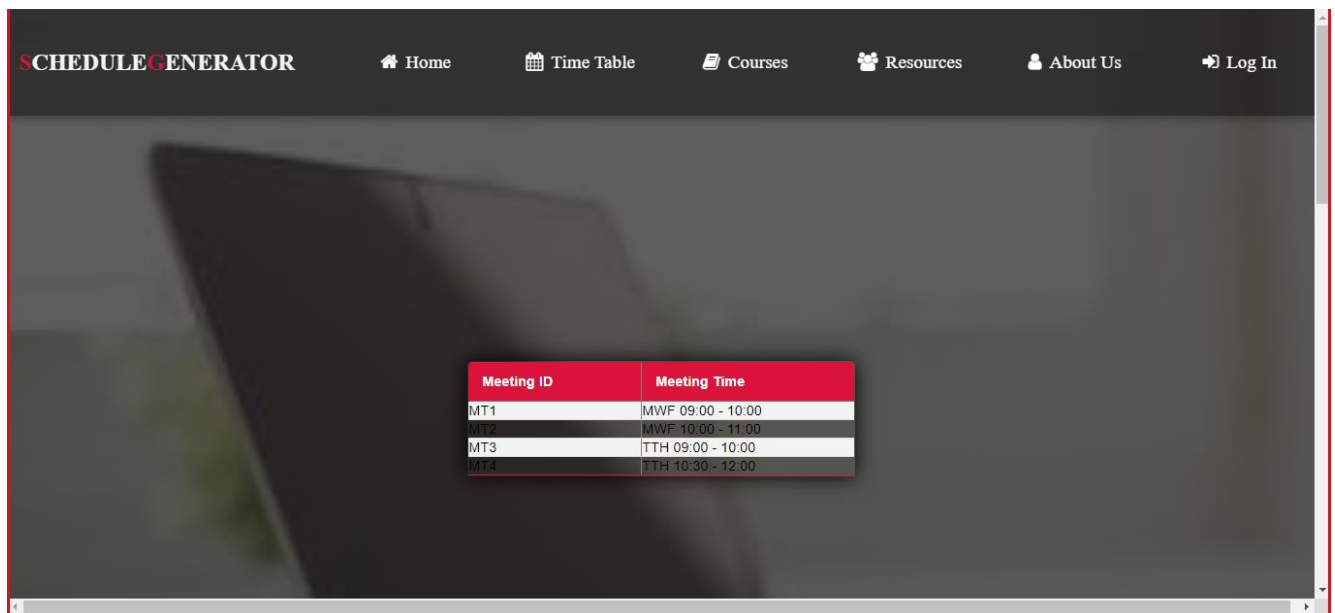 SCHEDULEGENERATOR Home Time Table Courses Resources About Us Log In
Meeting ID Meeting Time
MT1 MWF 09:00 - 10:00
MT2 MWF 10:00 - 11:00
MT3 TTH 09:00 - 10:00
MT4 TTH 10:30 - 12:00